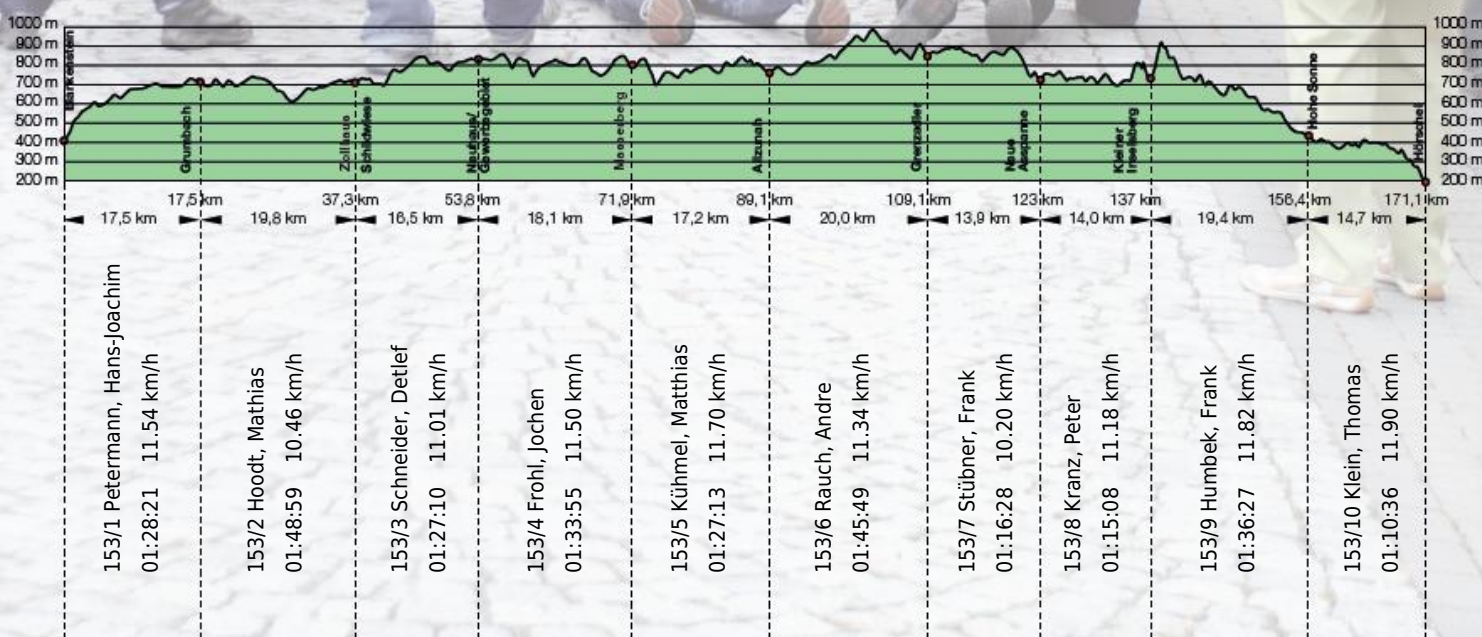 1000 m
900 m
800 m
700 m
600 m
500 m
400 m
300 m
200 m
1000 m
900 m
800 m
700 m
600 m
500 m
400 m
300 m
200 m
Blankenstein
Grumbach
Zollhaus
Schildwiese
Neuhaus/
Masserberg
Allzunah
Grenzadler
Neue
Ausspanne
Kleiner
Inselsberg
Hohe Sonne
Hörschel
17,5 km
37,3 km
53,8 km
71,9 km
89,1 km
109,1 km
123 km
137 km
156,4 km
171,1 km
17,5 km
19,8 km
16,5 km
18,1 km
17,2 km
20,0 km
13,9 km
14,0 km
19,4 km
14,7 km
153/1 Petermann, Hans-Joachim
01:28:21 11.54 km/h
153/2 Hoodt, Mathias
01:48:59 10.46 km/h
153/3 Schneider, Detlef
01:27:10 11.01 km/h
153/4 Frohl, Jochen
01:33:55 11.50 km/h
153/5 Kühmel, Matthias
01:27:13 11.70 km/h
153/6 Rauch, Andre
01:45:49 11.34 km/h
153/7 Stübner, Frank
01:16:28 10.20 km/h
153/8 Kranz, Peter
01:15:08 11.18 km/h
153/9 Humbek, Frank
01:36:27 11.82 km/h
153/10 Klein, Thomas
01:10:36 11.90 km/h